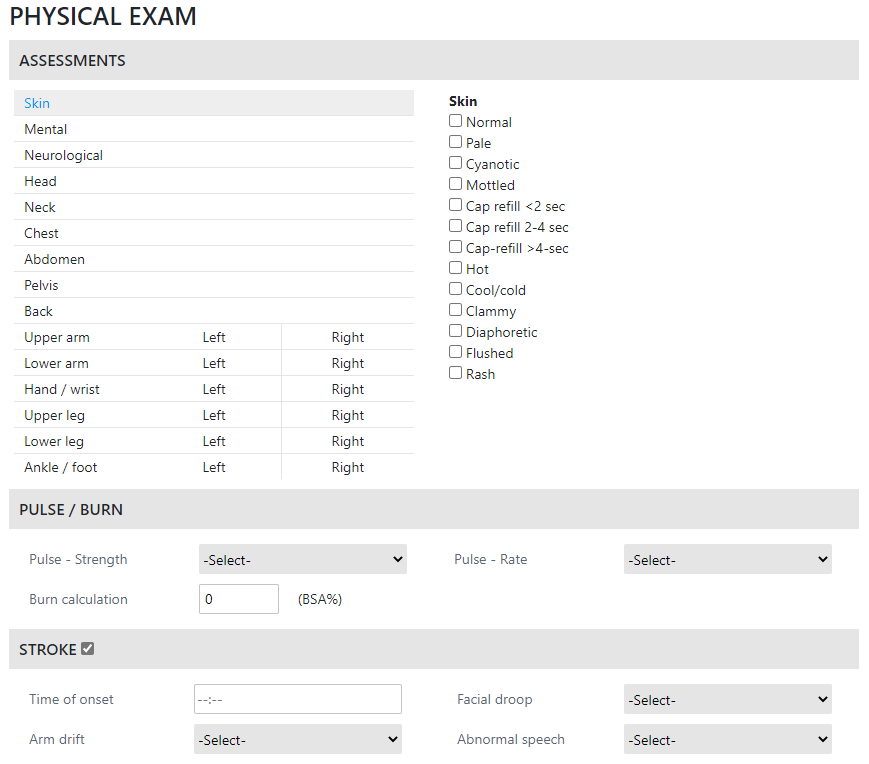 PHYSICAL EXAM
ASSESSMENTS
Skin
Mental
Neurological
Head
Neck
Chest
Abdomen
Pelvis
Back
Upper arm Left Right
Lower arm Left Right
Hand / wrist Left Right
Upper leg Left Right
Lower leg Left Right
Ankle / foot Left Right
Skin
Normal
Pale
Cyanotic
Mottled
Cap refill <2 sec
Cap refill 2-4 sec
Cap-refill >4-sec
Hot
Cool/cold
Clammy
Diaphoretic
Flushed
Rash
PULSE / BURN
Pulse - Strength -Select- Pulse - Rate -Select-
Burn calculation 0 (BSA%)
STROKE
Time of onset --:-- Facial droop -Select-
Arm drift -Select- Abnormal speech -Select-